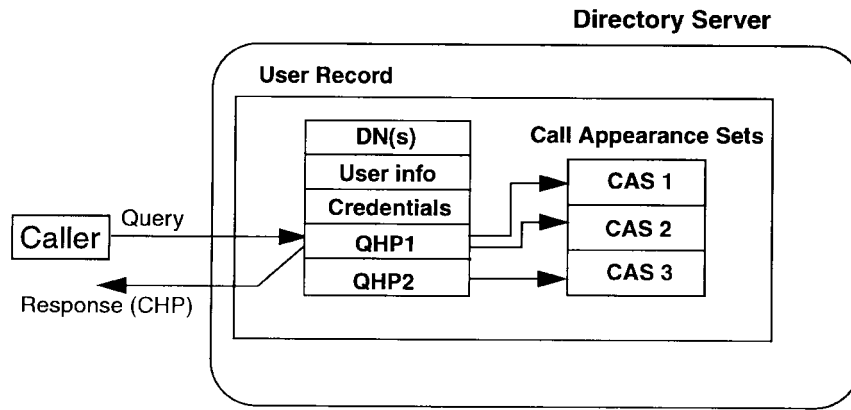 Directory Server
User Record
DN(s)
User info
Credentials
QHP1
QHP2
Call Appearance Sets
CAS 1
CAS 2
CAS 3
Caller
Query
Response (CHP)